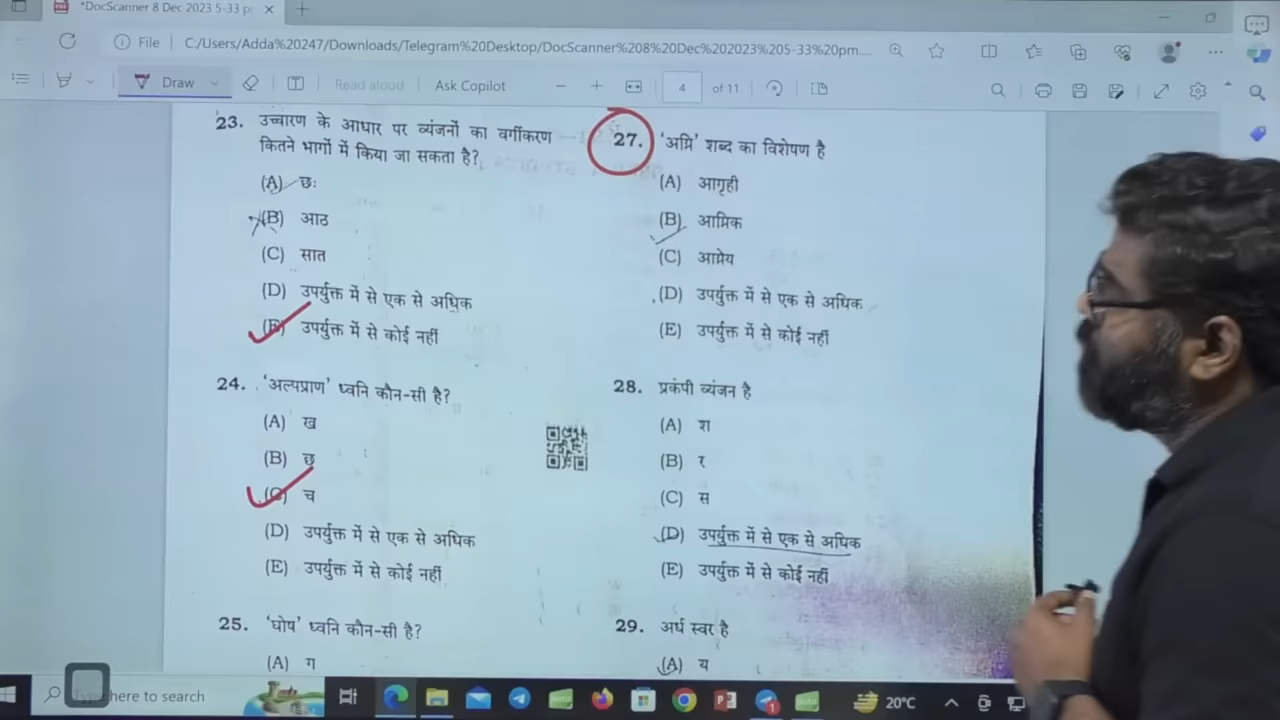 *DocScanner 8 Dec 2023 5-33 pr
File
C:/Users/Adda%20247/Downloads/Telegram%20Desktop/DocScanner%208%20Dec%202023%205-33%20pm....
Draw
Read aloud
Ask Copilot
4
of 11
23. उच्चारण के आधार पर व्यंजनों का वर्गीकरण
कितने भागों में किया जा सकता है?
(A) छः
(B) आठ
(C) सात
(D) उपर्युक्त में से एक से अधिक
(E) उपर्युक्त में से कोई नहीं
24. 'अल्पप्राण' ध्वनि कौन-सी है?
(A) ख
(B) छ
(C) च
(D) उपर्युक्त में से एक से अधिक
(E) उपर्युक्त में से कोई नहीं
25. 'घोष' ध्वनि कौन-सी है?
(A) ग
27. 'अग्नि' शब्द का विशेषण है
(A) आगृही
(B) आग्निक
(C) आग्नेय
(D) उपर्युक्त में से एक से अधिक
(E) उपर्युक्त में से कोई नहीं
28. प्रकंपी व्यंजन है
(A) श
(B) र
(C) स
(D) उपर्युक्त में से एक से अधिक
(E) उपर्युक्त में से कोई नहीं
29. अर्ध स्वर है
(A) य
Type here to search
20°C